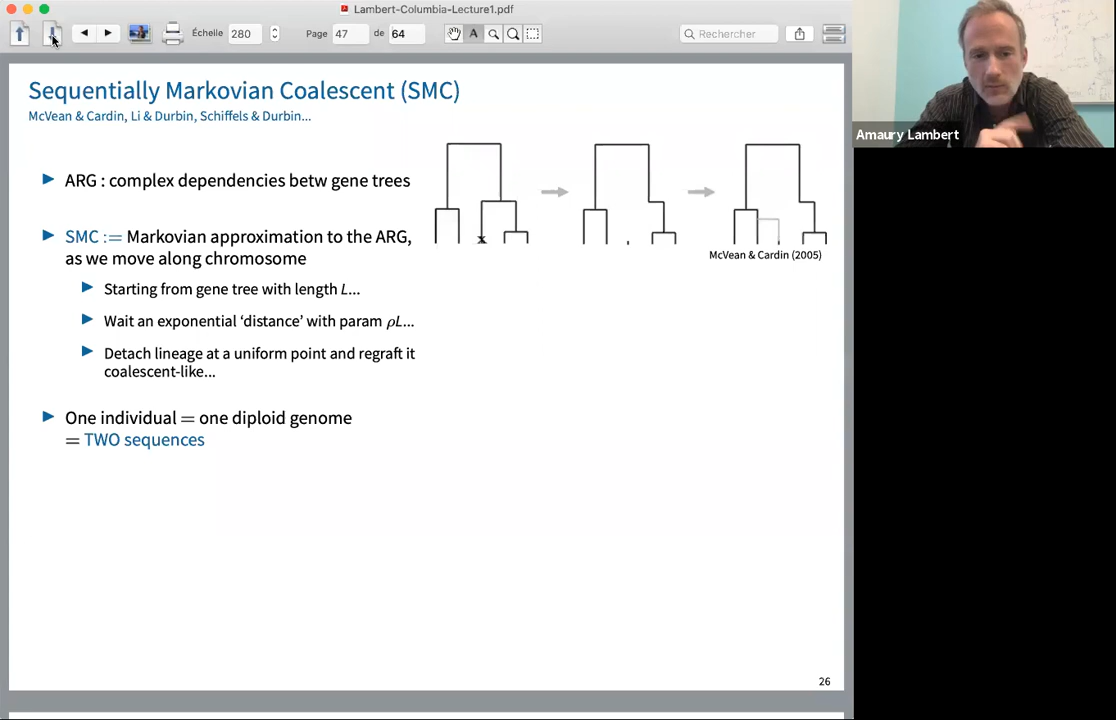 Lambert-Columbia-Lecture1.pdf
Échelle 280
Page 47 de 64
A
Rechercher
Sequentially Markovian Coalescent (SMC)
McVean & Cardin, Li & Durbin, Schiffels & Durbin...
ARG : complex dependencies betw gene trees
SMC := Markovian approximation to the ARG,
as we move along chromosome
Starting from gene tree with length L...
Wait an exponential ‘distance’ with param ρL...
Detach lineage at a uniform point and regraft it
coalescent-like...
One individual = one diploid genome
= TWO sequences
McVean & Cardin (2005)
26
Amaury Lambert